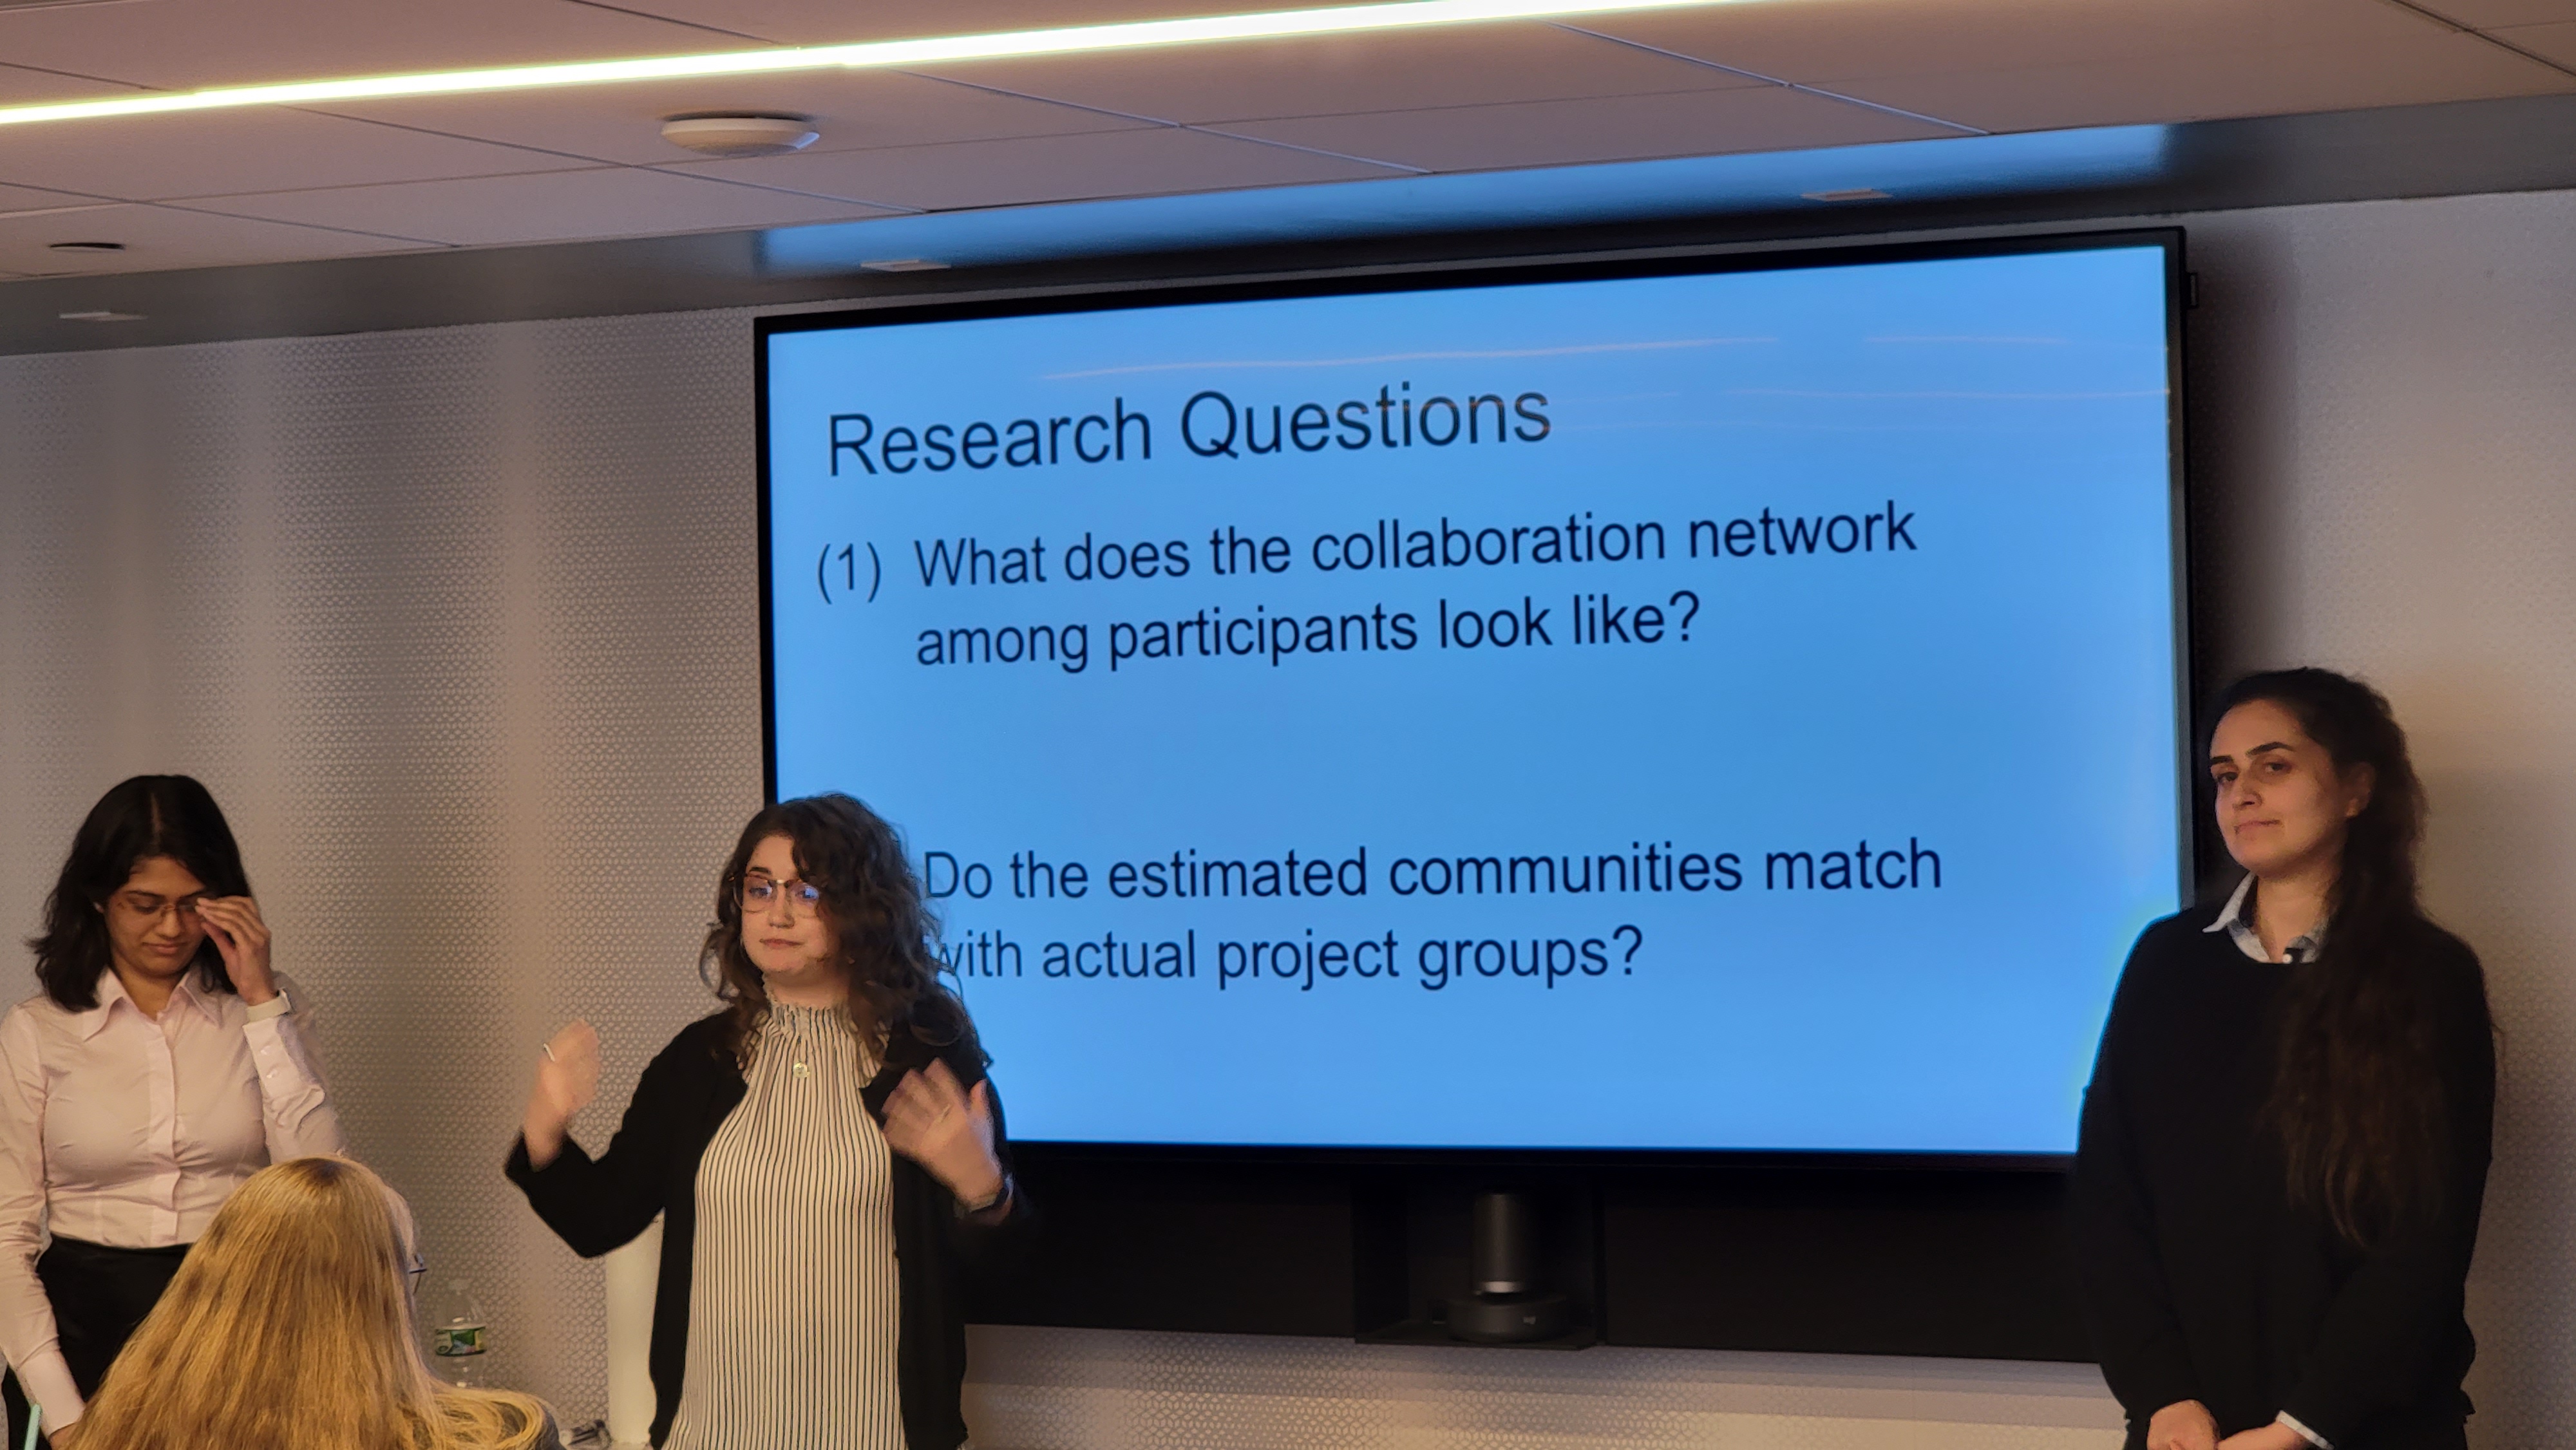 Research Questions
(1) What does the collaboration network
among participants look like?
Do the estimated communities match
with actual project groups?